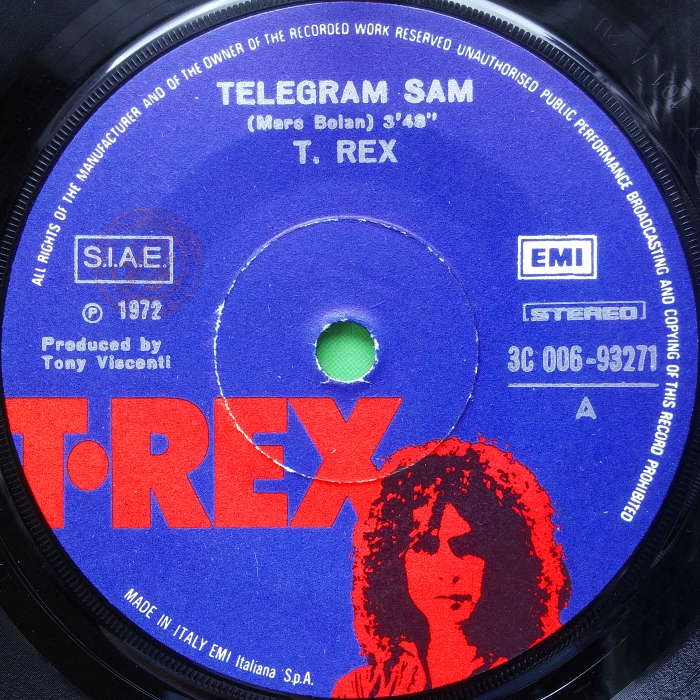 ALL RIGHTS OF THE MANUFACTURER AND OF THE OWNER OF THE RECORDED WORK RESERVED UNAUTHORISED PUBLIC PERFORMANCE BROADCASTING AND COPYING OF THIS RECORD PROHIBITED
TELEGRAM SAM
(Marc Bolan) 3'48"
T. REX
S.I.A.E.
EMI
℗ 1972
STEREO
Produced by
Tony Visconti
3C 006-93271
A
T•REX
MADE IN ITALY EMI Italiana S.p.A.